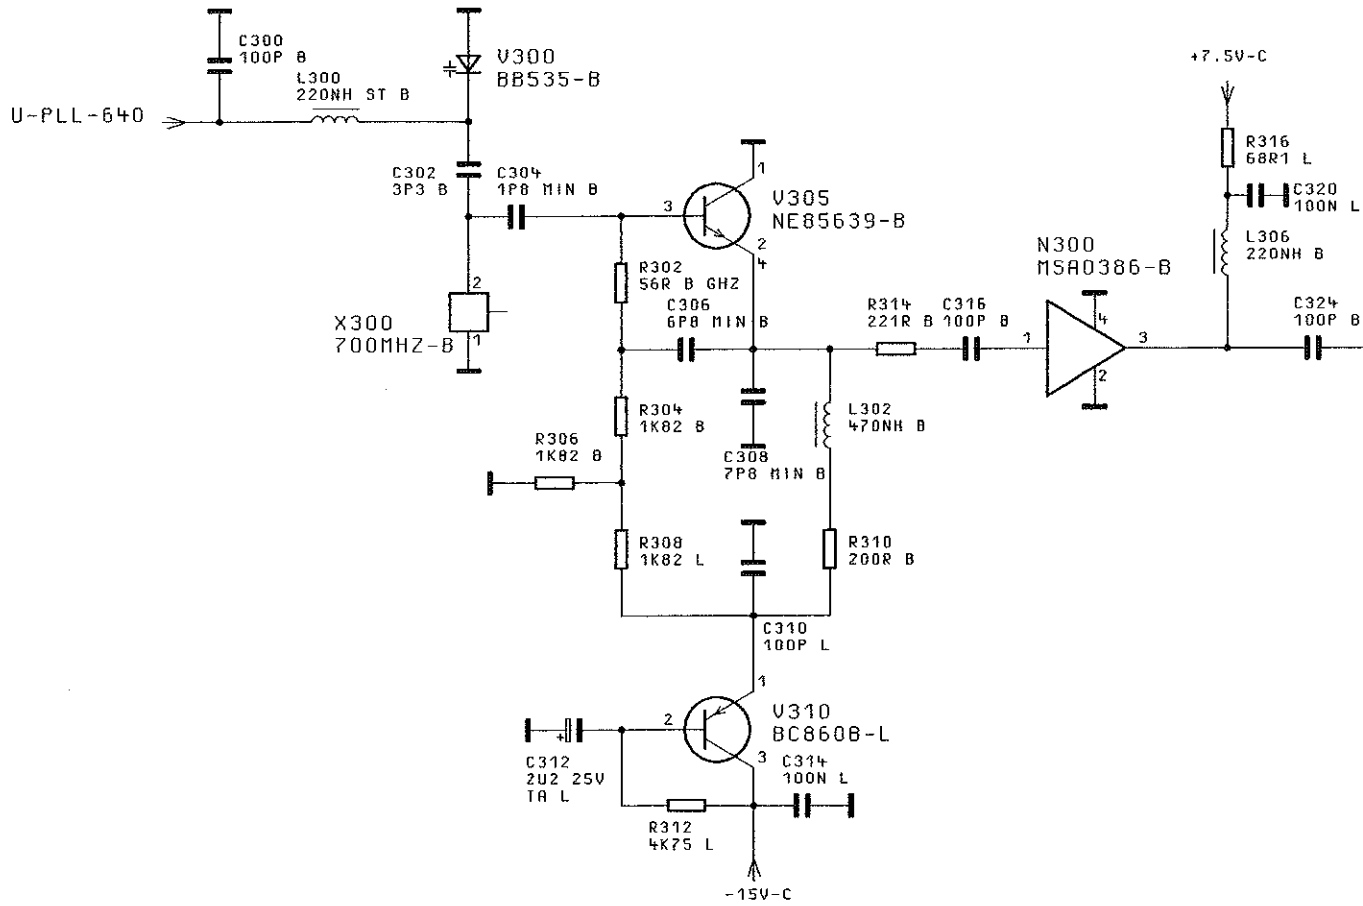 C300
100P B
L300
220NH ST B
V300
BB535-B
U-PLL-640
C302
3P3 B
C304
1P8 MIN B
1
3
V305
NE85639-B
2
4
R302
56R B GHZ
C306
6P8 MIN B
2
X300
700MHZ-B
1
R314
221R B
C316
100P B
+7.5V-C
R316
68R1 L
C320
100N L
L306
220NH B
N300
MSA0386-B
1
4
3
2
C324
100P B
R304
1K82 B
R306
1K82 B
C308
7P8 MIN B
L302
470NH B
R308
1K82 L
R310
200R B
C310
100P L
1
2
V310
BC860B-L
3
+
C312
2U2 25V
TA L
C314
100N L
R312
4K75 L
-15V-C